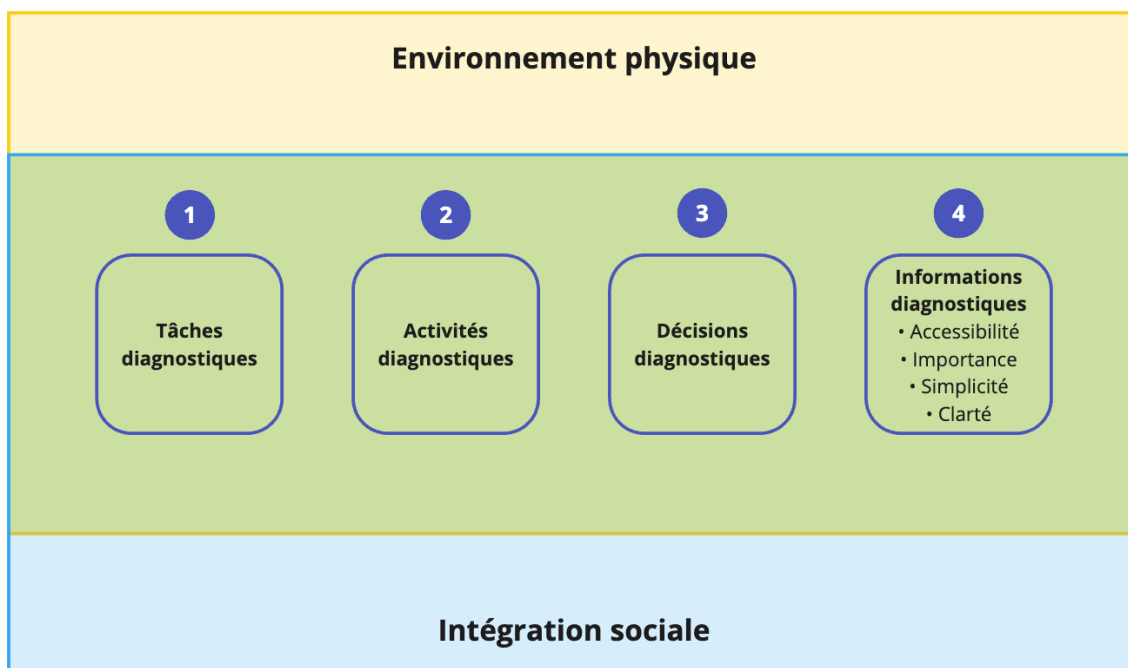 Environnement physique
1
Tâches
diagnostiques
2
Activités
diagnostiques
3
Décisions
diagnostiques
4
Informations
diagnostiques
• Accessibilité
• Importance
• Simplicité
• Clarté
Intégration sociale